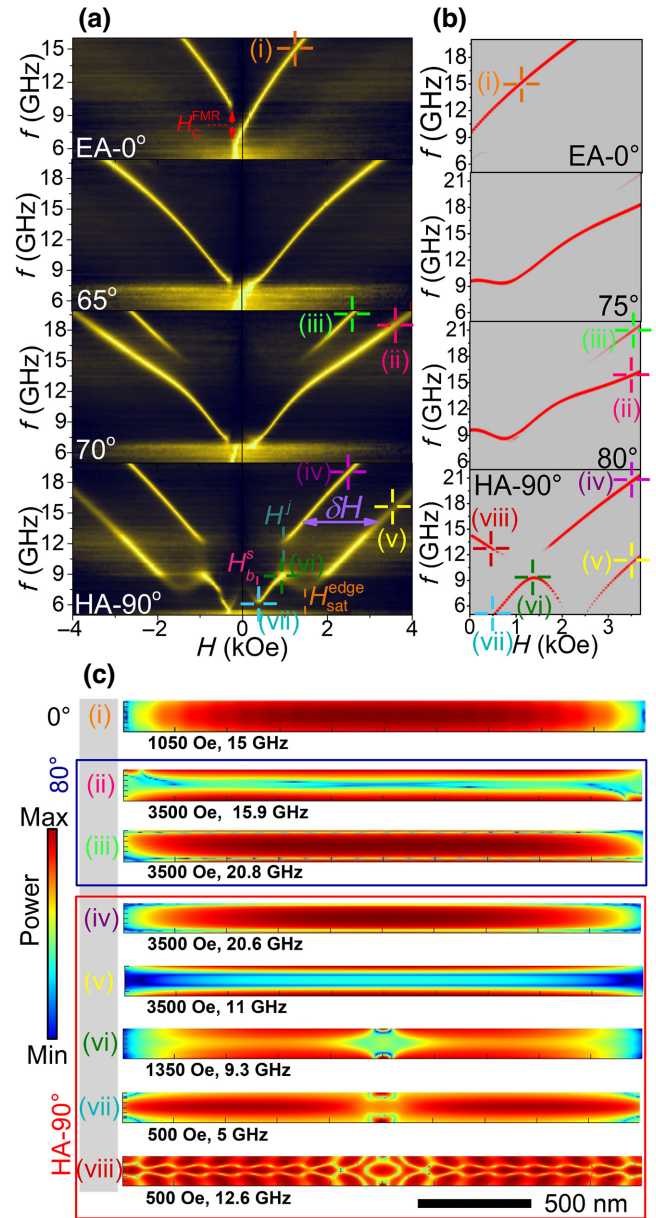 (a)
(b)
15
12
9
6
f (GHz)
(i)
H_C^FMR
EA-0°
18
15
12
9
6
f (GHz)
(i)
EA-0°
18
15
12
9
6
f (GHz)
65°
21
18
15
12
9
6
f (GHz)
75°
18
15
12
9
6
f (GHz)
(iii)
(ii)
70°
21
18
15
12
9
6
f (GHz)
(iii)
(ii)
80°
18
15
12
9
6
f (GHz)
(iv)
H^j
δH
(v)
H_b^s
(vi)
H_sat^edge
(vii)
HA-90°
−4 −2 0 2 4
H (kOe)
21
18
15
12
9
6
f (GHz)
HA-90°
(iv)
(viii)
(v)
(vi)
(vii)
0 1 2 3
H (kOe)
(c)
0°
(i)
1050 Oe, 15 GHz
80°
(ii)
3500 Oe, 15.9 GHz
(iii)
3500 Oe, 20.8 GHz
Max
Power
Min
HA-90°
(iv)
3500 Oe, 20.6 GHz
(v)
3500 Oe, 11 GHz
(vi)
1350 Oe, 9.3 GHz
(vii)
500 Oe, 5 GHz
(viii)
500 Oe, 12.6 GHz
500 nm